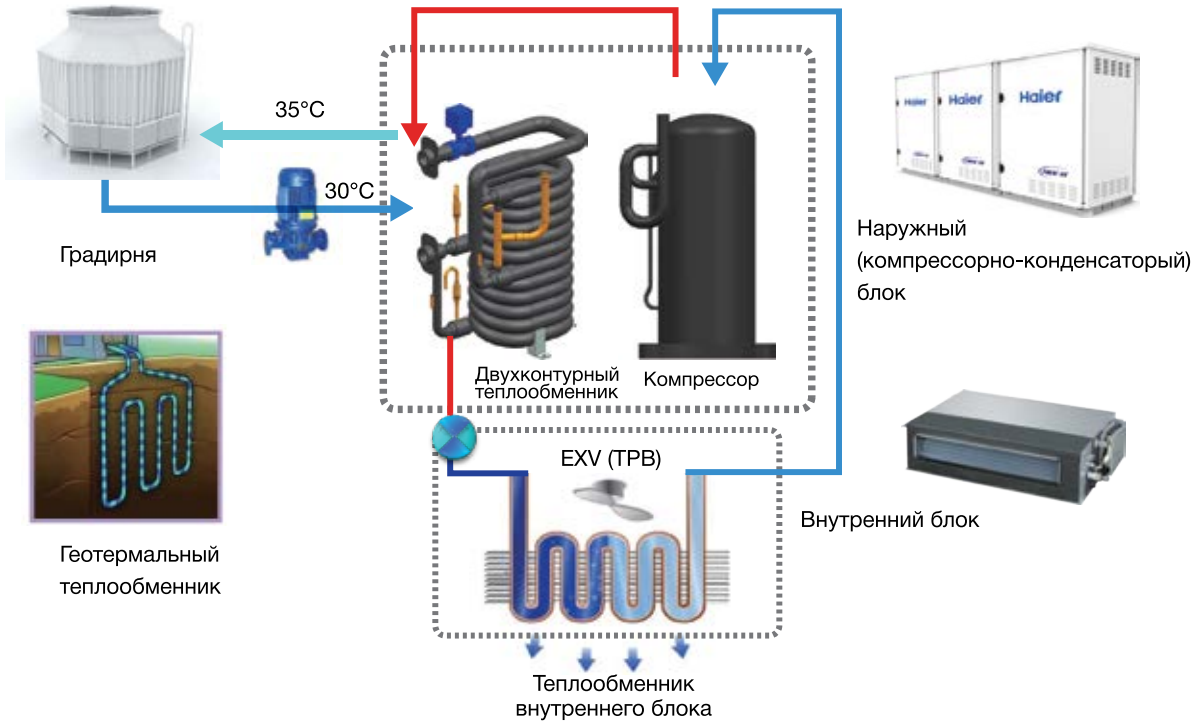 35°C
30°C
Градирня
Haier
Haier
Haier
Наружный
(компрессорно-конденсаторый)
блок
Двухконтурный
теплообменник
Компрессор
EXV (ТРВ)
Внутренний блок
Геотермальный
теплообменник
Теплообменник
внутреннего блока